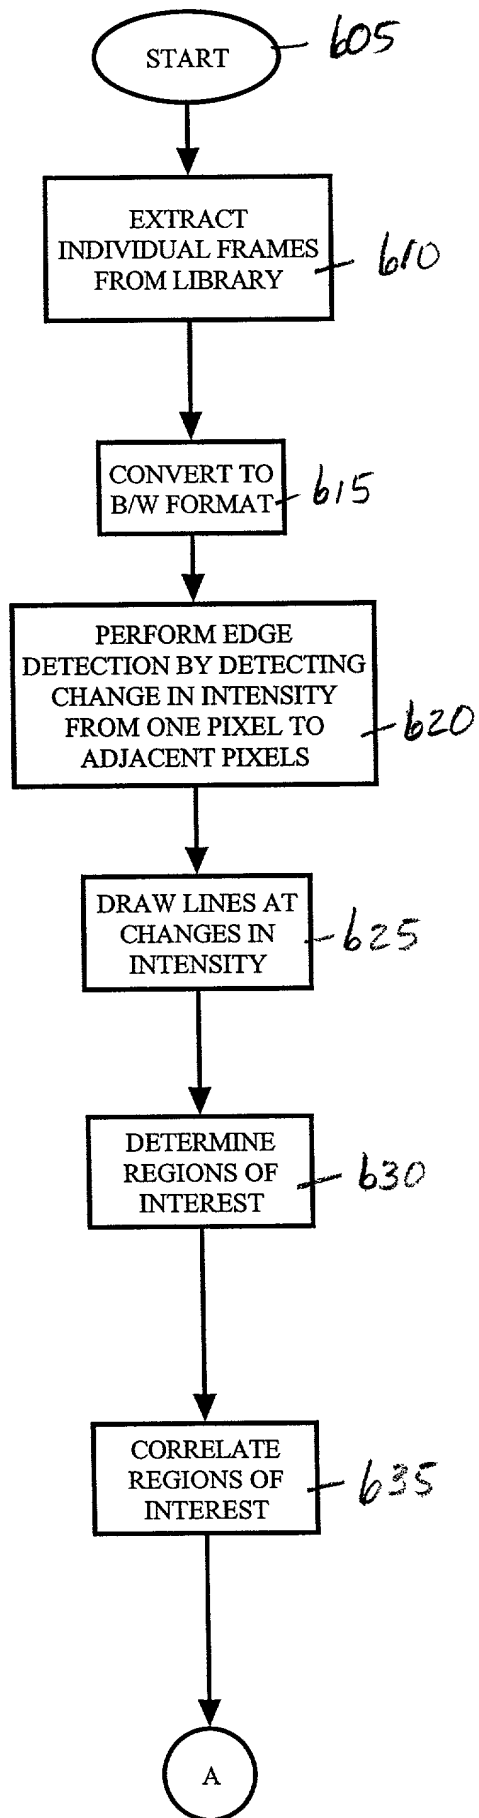 START
605
EXTRACT
INDIVIDUAL FRAMES
FROM LIBRARY
610
CONVERT TO
B/W FORMAT
615
PERFORM EDGE
DETECTION BY DETECTING
CHANGE IN INTENSITY
FROM ONE PIXEL TO
ADJACENT PIXELS
620
DRAW LINES AT
CHANGES IN
INTENSITY
625
DETERMINE
REGIONS OF
INTEREST
630
CORRELATE
REGIONS OF
INTEREST
635
A